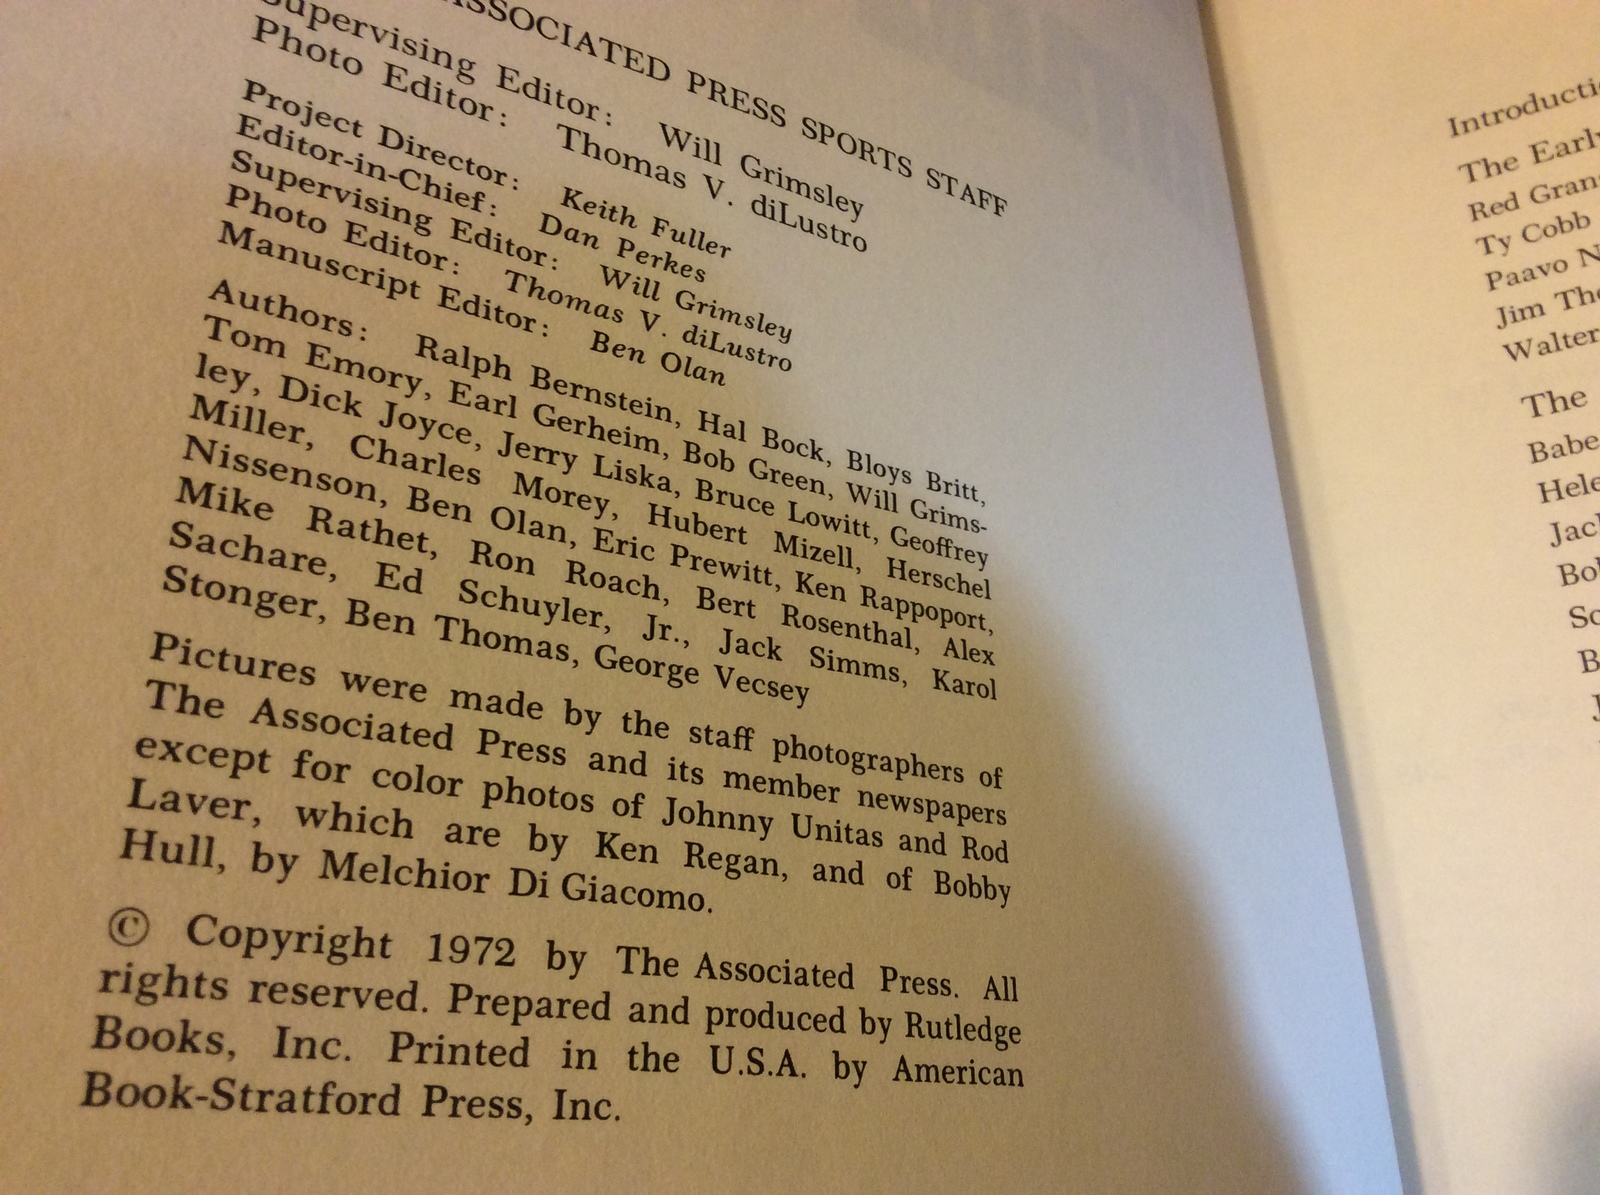 ASSOCIATED PRESS SPORTS STAFF
Supervising Editor: Will Grimsley
Photo Editor: Thomas V. diLustro
Project Director: Keith Fuller
Editor-in-Chief: Dan Perkes
Supervising Editor: Will Grimsley
Photo Editor: Thomas V. diLustro
Manuscript Editor: Ben Olan
Authors: Ralph Bernstein, Hal Bock, Bloys Britt,
Tom Emory, Earl Gerheim, Bob Green, Will Grims-
ley, Dick Joyce, Jerry Liska, Bruce Lowitt, Geoffrey
Miller, Charles Morey, Hubert Mizell, Herschel
Nissenson, Ben Olan, Eric Prewitt, Ken Rappoport,
Mike Rathet, Ron Roach, Bert Rosenthal, Alex
Sachare, Ed Schuyler, Jr., Jack Simms, Karol
Stonger, Ben Thomas, George Vecsey
Pictures were made by the staff photographers of
The Associated Press and its member newspapers
except for color photos of Johnny Unitas and Rod
Laver, which are by Ken Regan, and of Bobby
Hull, by Melchior Di Giacomo.
© Copyright 1972 by The Associated Press. All
rights reserved. Prepared and produced by Rutledge
Books, Inc. Printed in the U.S.A. by American
Book-Stratford Press, Inc.
Introducti
The Early
Red Gran
Ty Cobb
Paavo N
Jim Tho
Walter
The
Babe
Hele
Jac
Bo
So
B
J